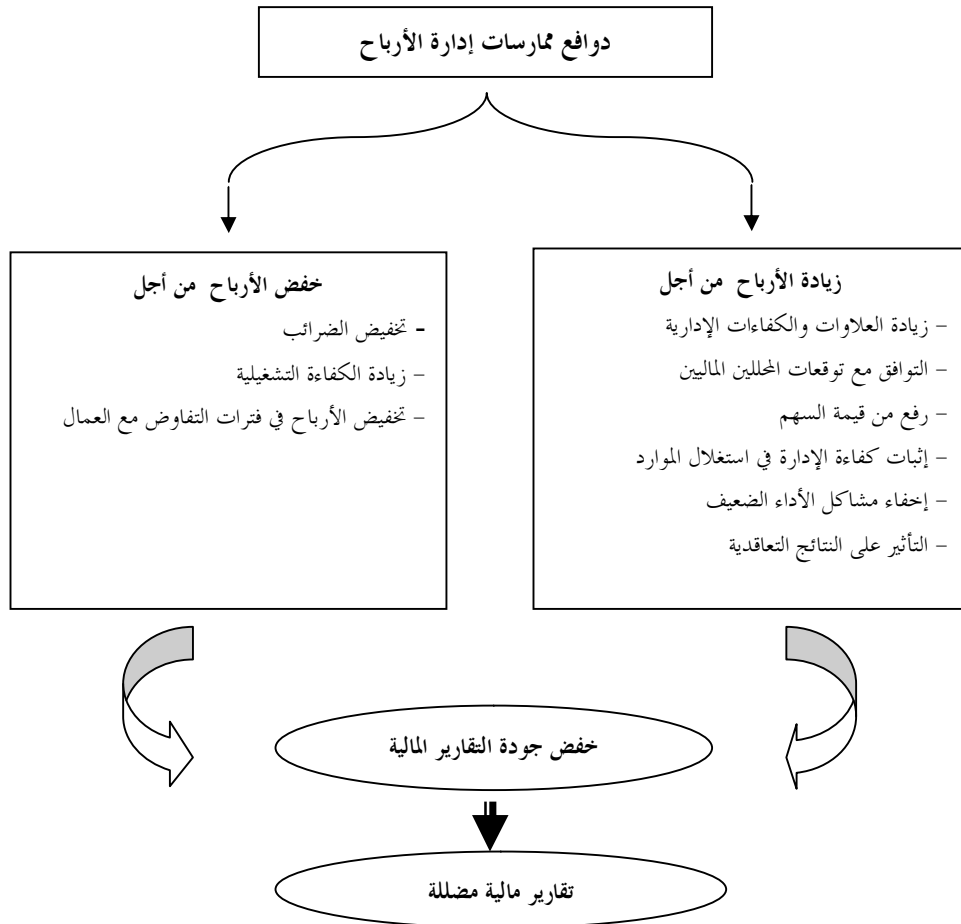 دوافع ممارسات إدارة الأرباح
زيادة الأرباح من أجل
– زيادة العلاوات والكفاءات الإدارية
– التوافق مع توقعات المحللين الماليين
– رفع من قيمة السهم
– إثبات كفاءة الإدارة في استغلال الموارد
– إخفاء مشاكل الأداء الضعيف
– التأثير على النتائج التعاقدية
خفض الأرباح من أجل
- تخفيض الضرائب
– زيادة الكفاءة التشغيلية
– تخفيض الأرباح في فترات التفاوض مع العمال
خفض جودة التقارير المالية
تقارير مالية مضللة